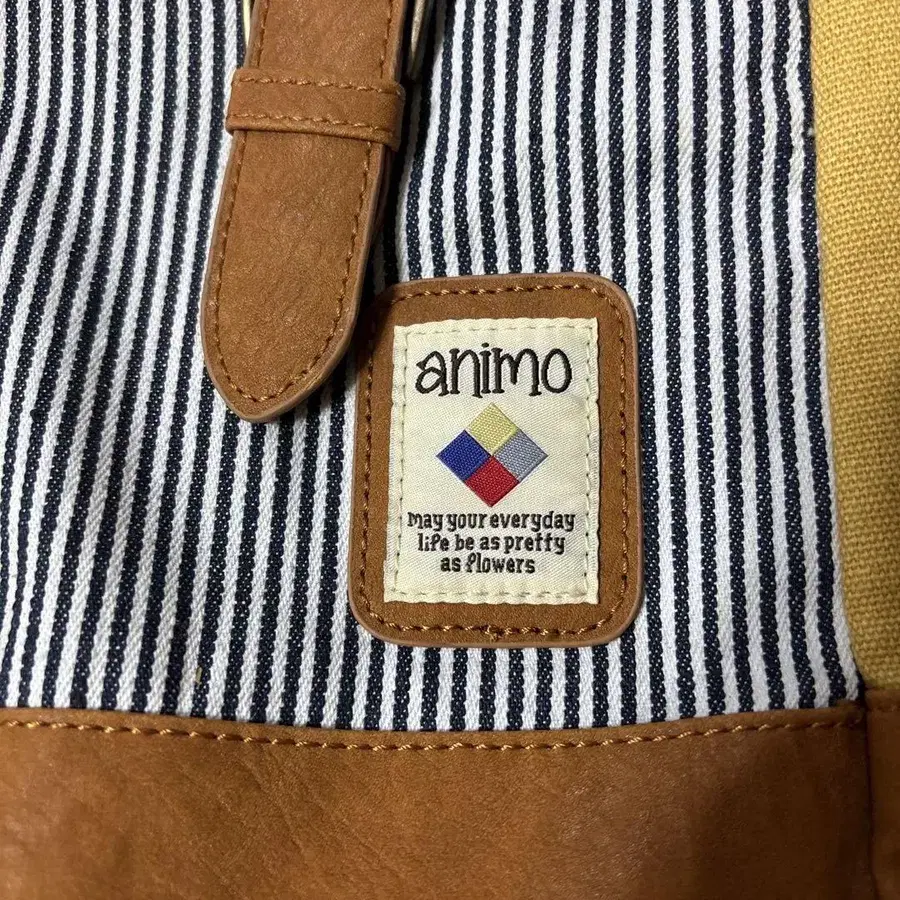 animo
may your everyday
life be as pretty
as flowers